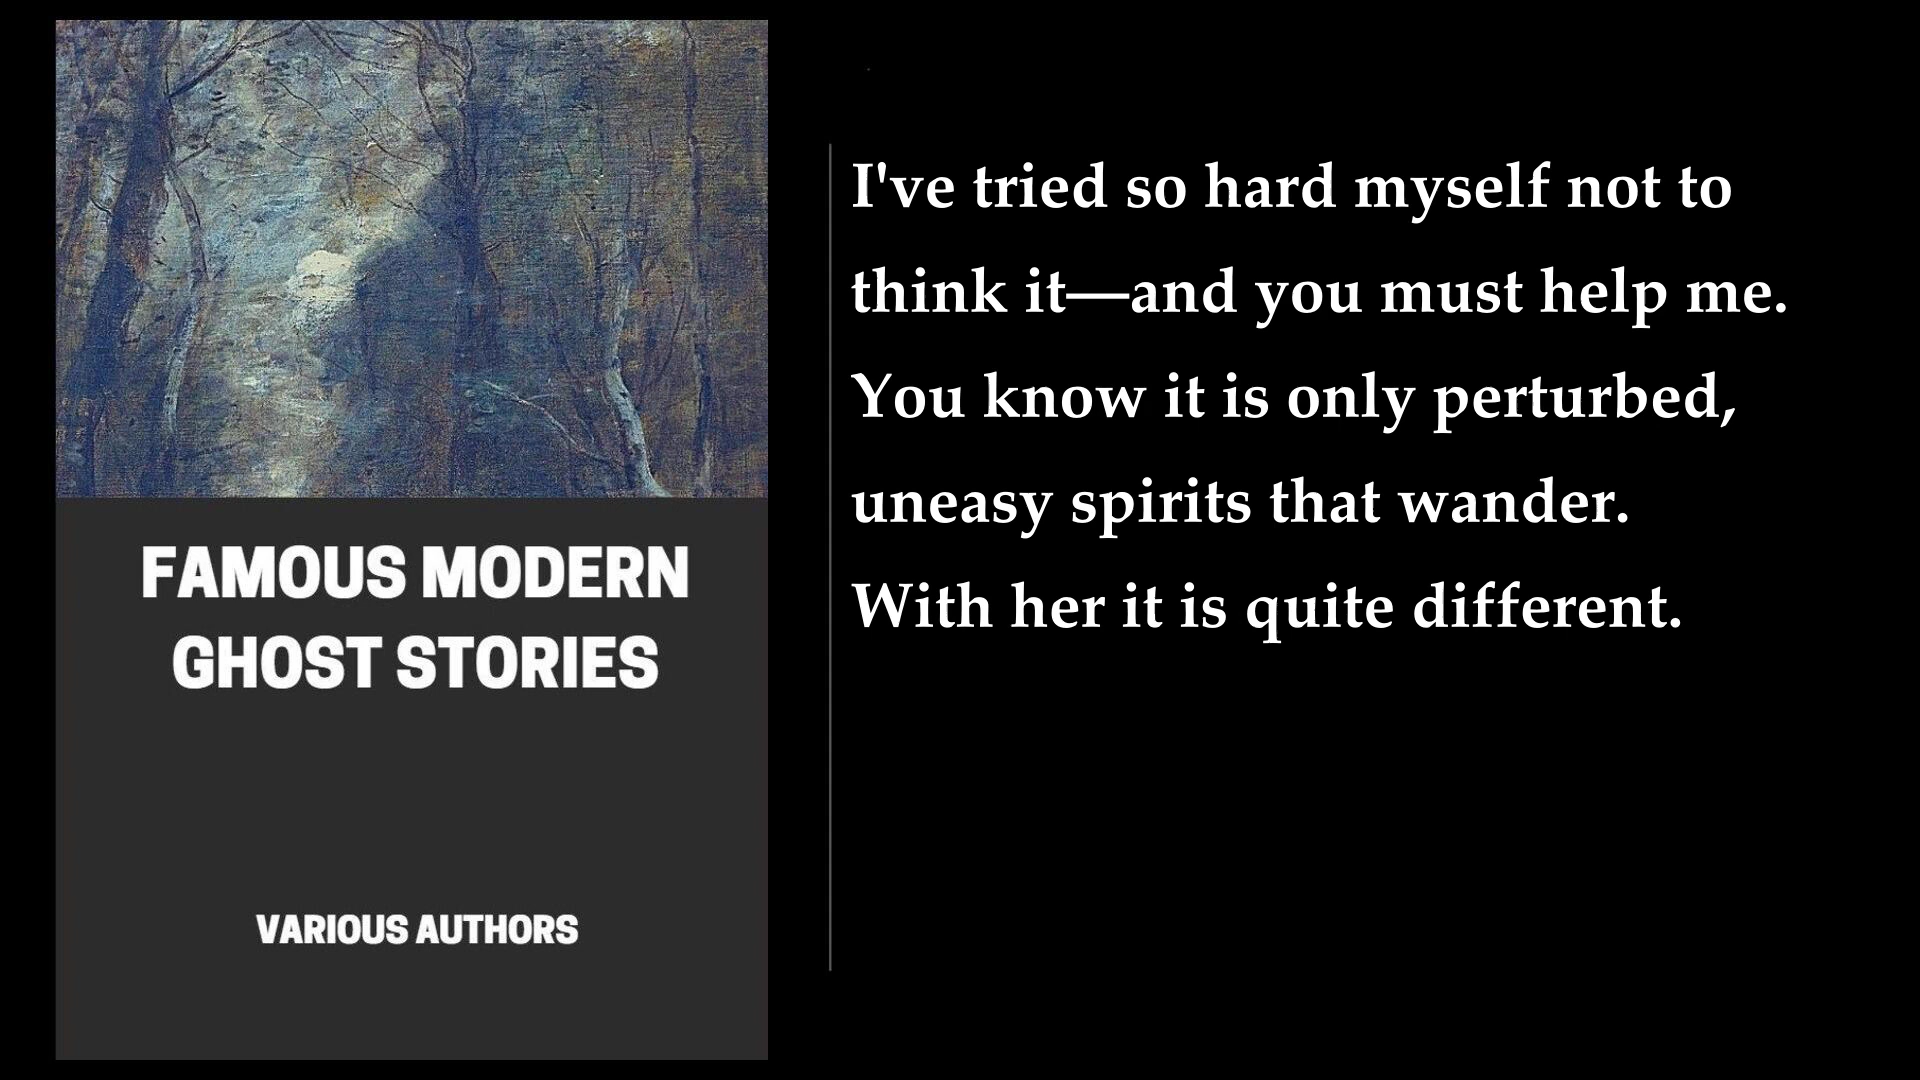 FAMOUS MODERN
GHOST STORIES
VARIOUS AUTHORS
I've tried so hard myself not to
think it—and you must help me.
You know it is only perturbed,
uneasy spirits that wander.
With her it is quite different.